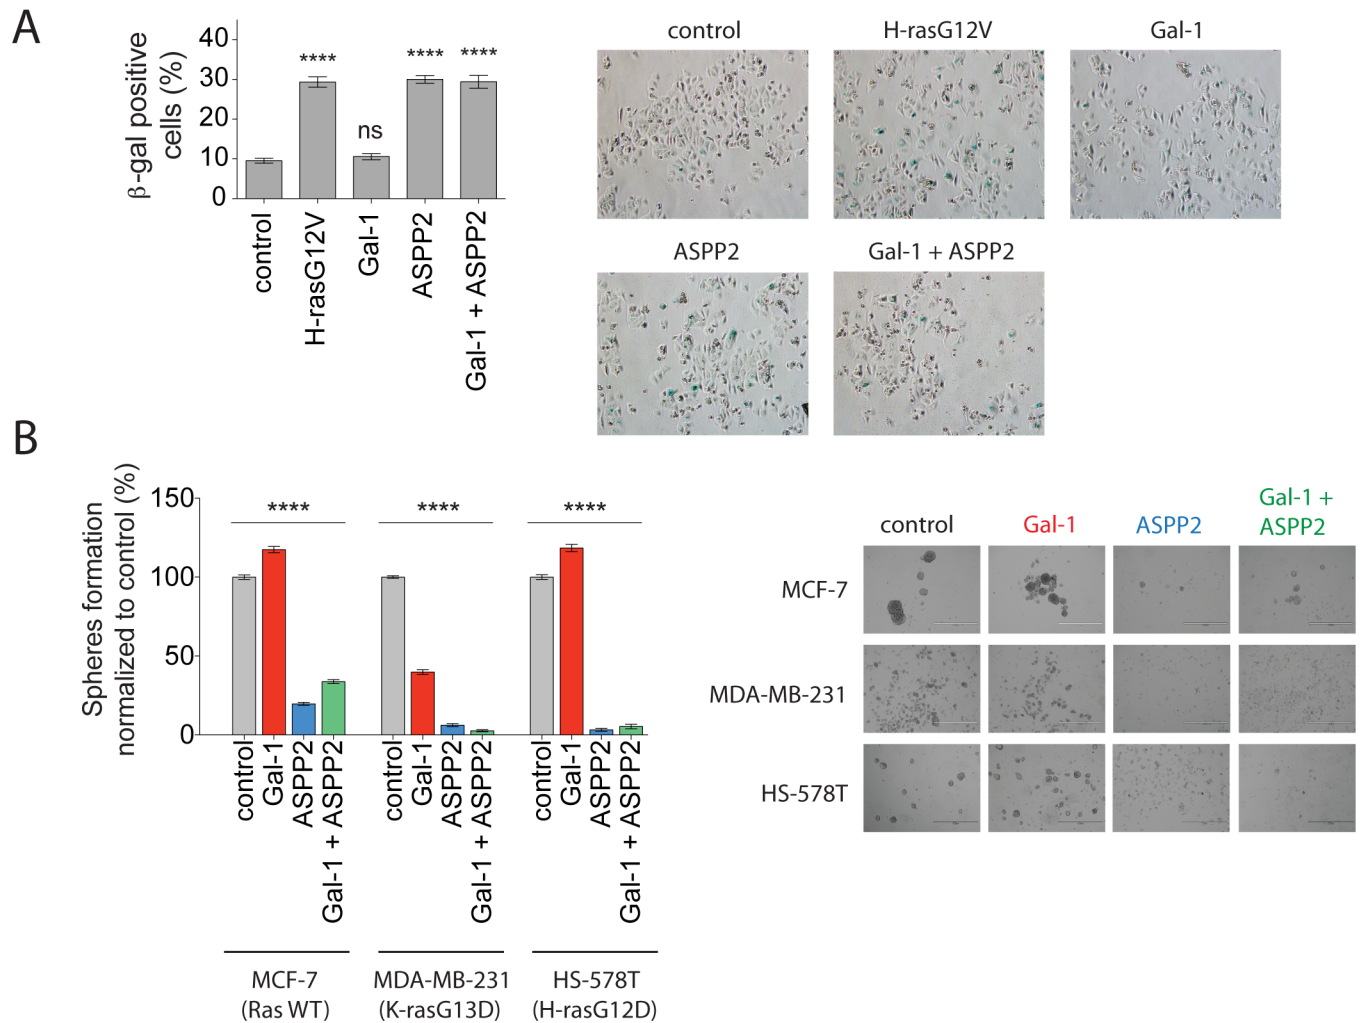 A
β-gal positive
cells (%)
40
30
20
10
0
****
ns
****
****
control
H-rasG12V
Gal-1
ASPP2
Gal-1 + ASPP2
control
H-rasG12V
Gal-1
ASPP2
Gal-1 + ASPP2
B
Spheres formation
normalized to control (%)
150
100
50
0
****
****
****
control
Gal-1
ASPP2
Gal-1 + ASPP2
control
Gal-1
ASPP2
Gal-1 + ASPP2
control
Gal-1
ASPP2
Gal-1 + ASPP2
MCF-7
(Ras WT)
MDA-MB-231
(K-rasG13D)
HS-578T
(H-rasG12D)
control
Gal-1
ASPP2
Gal-1 +
ASPP2
MCF-7
MDA-MB-231
HS-578T